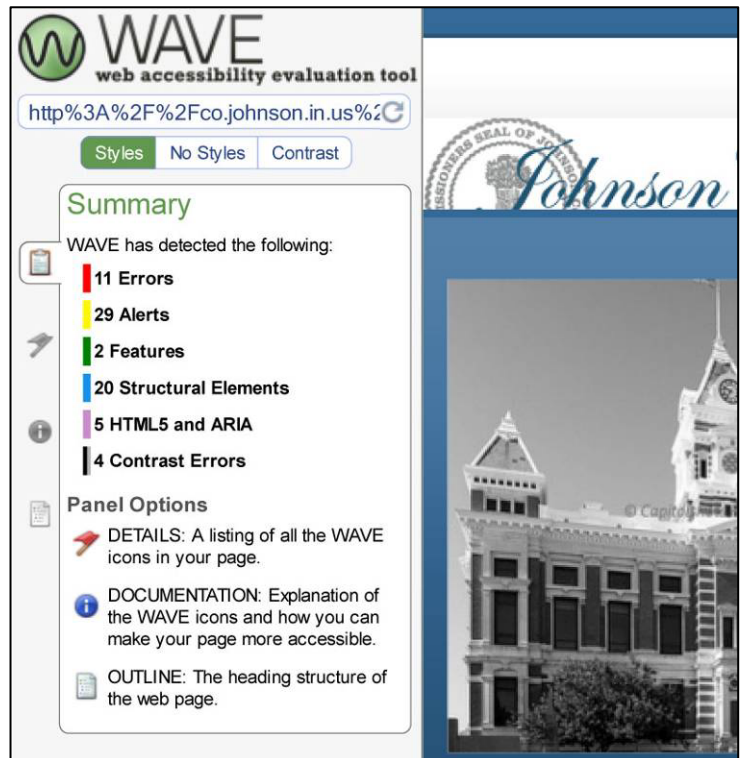 WAVE
web accessibility evaluation tool
http%3A%2F%2Fco.johnson.in.us%2
Styles No Styles Contrast
Summary
WAVE has detected the following:
11 Errors
29 Alerts
2 Features
20 Structural Elements
5 HTML5 and ARIA
4 Contrast Errors
Panel Options
DETAILS: A listing of all the WAVE
icons in your page.
DOCUMENTATION: Explanation of
the WAVE icons and how you can
make your page more accessible.
OUTLINE: The heading structure of
the web page.
SEAL OF
Johnson
©